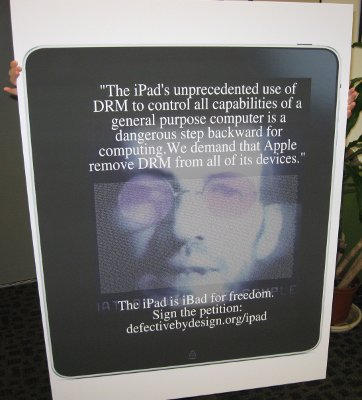 "The iPad's unprecedented use of
DRM to control all capabilities of a
general purpose computer is a
dangerous step backward for
computing.We demand that Apple
remove DRM from all of its devices."
The iPad is iBad for freedom.
Sign the petition:
defectivebydesign.org/ipad